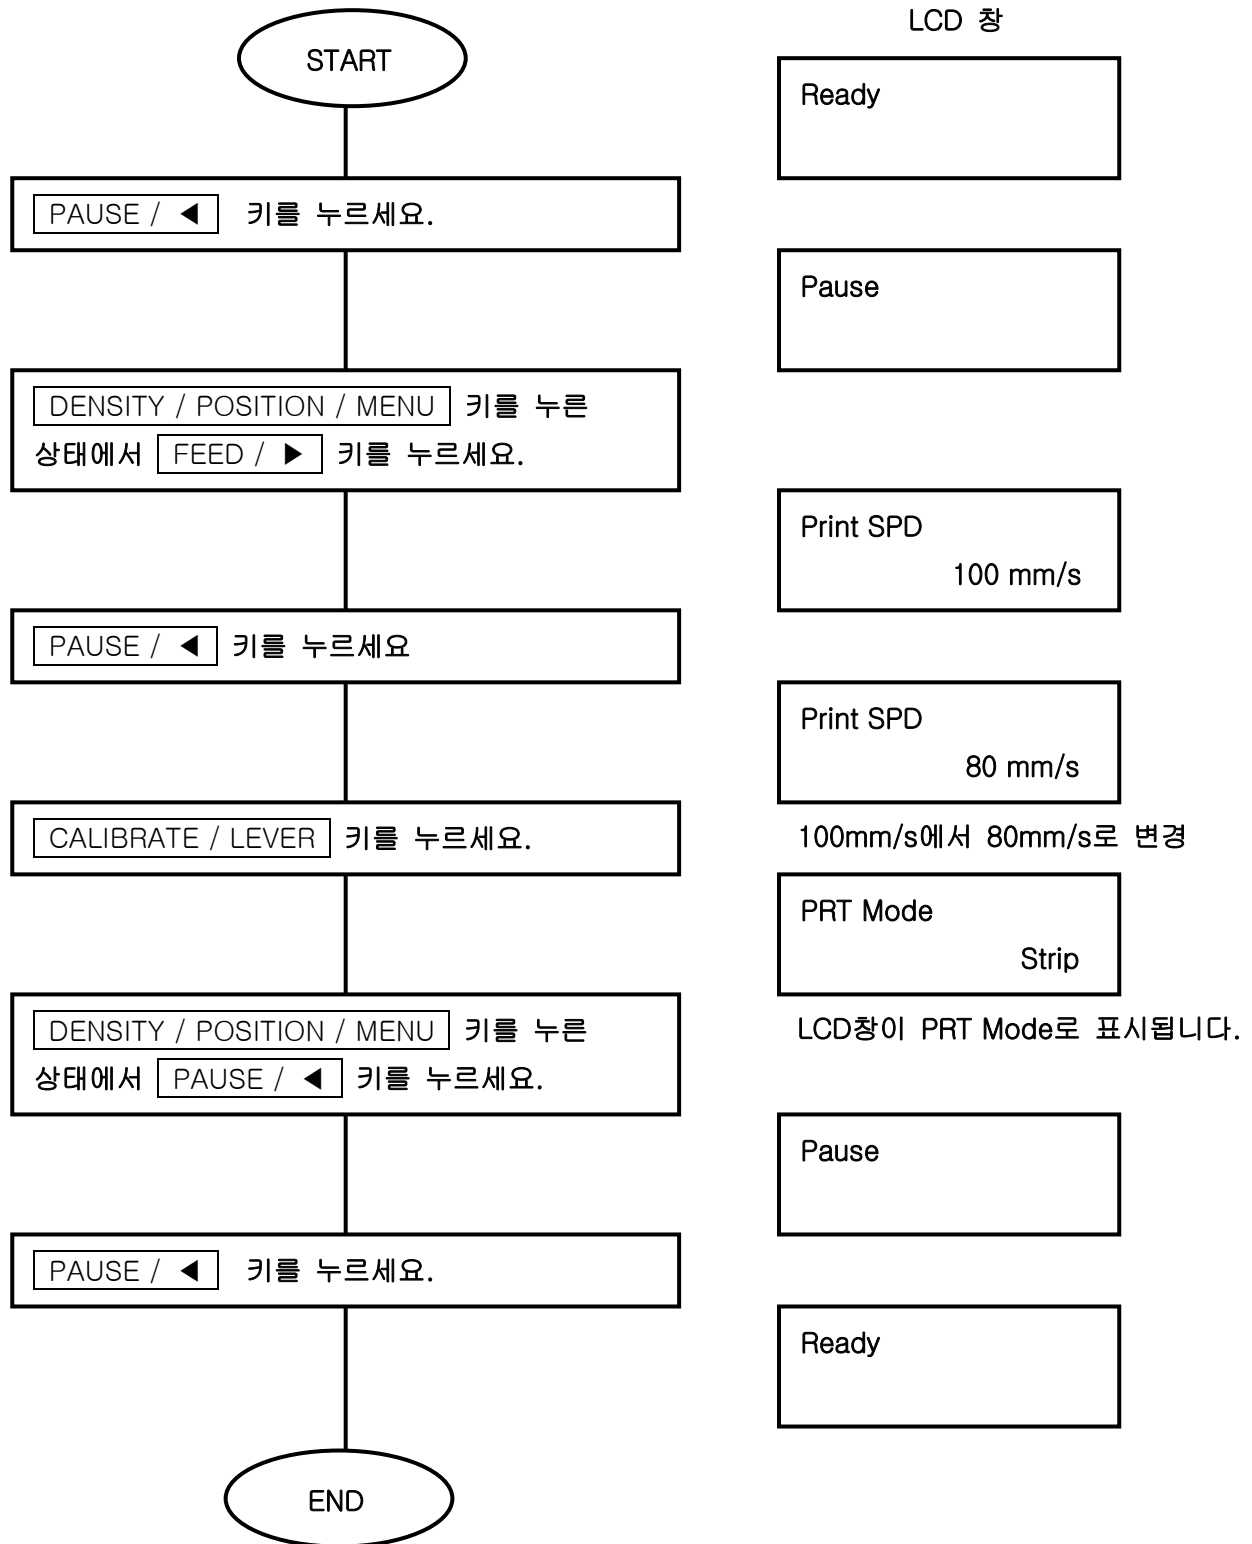 LCD 창
START
Ready
PAUSE / ◀ 키를 누르세요.
Pause
DENSITY / POSITION / MENU 키를 누른
상태에서 FEED / ▶ 키를 누르세요.
Print SPD
100 mm/s
PAUSE / ◀ 키를 누르세요
Print SPD
80 mm/s
CALIBRATE / LEVER 키를 누르세요.
100mm/s에서 80mm/s로 변경
PRT Mode
Strip
DENSITY / POSITION / MENU 키를 누른
상태에서 PAUSE / ◀ 키를 누르세요.
LCD창이 PRT Mode로 표시됩니다.
Pause
PAUSE / ◀ 키를 누르세요.
Ready
END